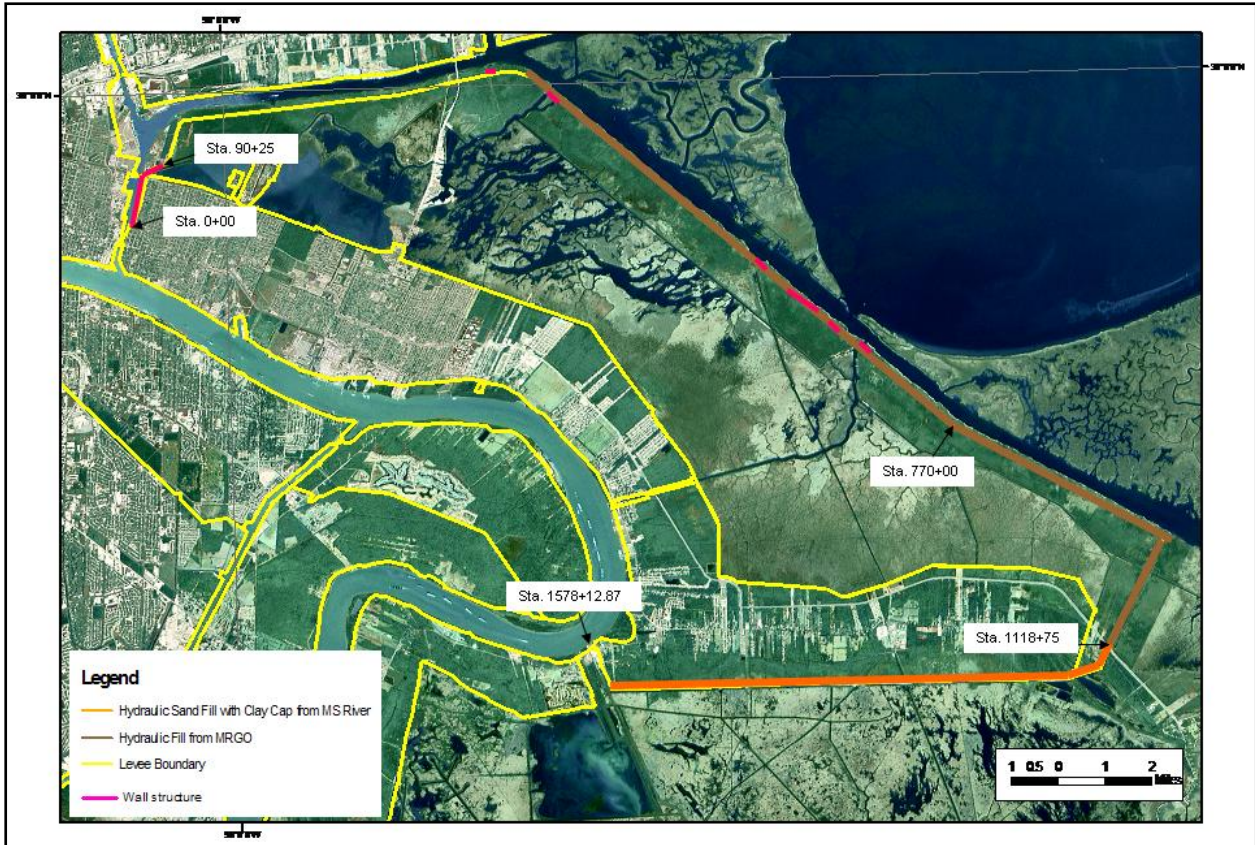 Sta. 90+25
Sta. 0+00
Sta. 770+00
Sta. 1578+12.87
Sta. 1118+75
Legend
Hydraulic Sand Fill with Clay Cap from MS River
Hydraulic Fill from MRGO
Levee Boundary
Wall structure
1 0.5 0 1 2
Miles